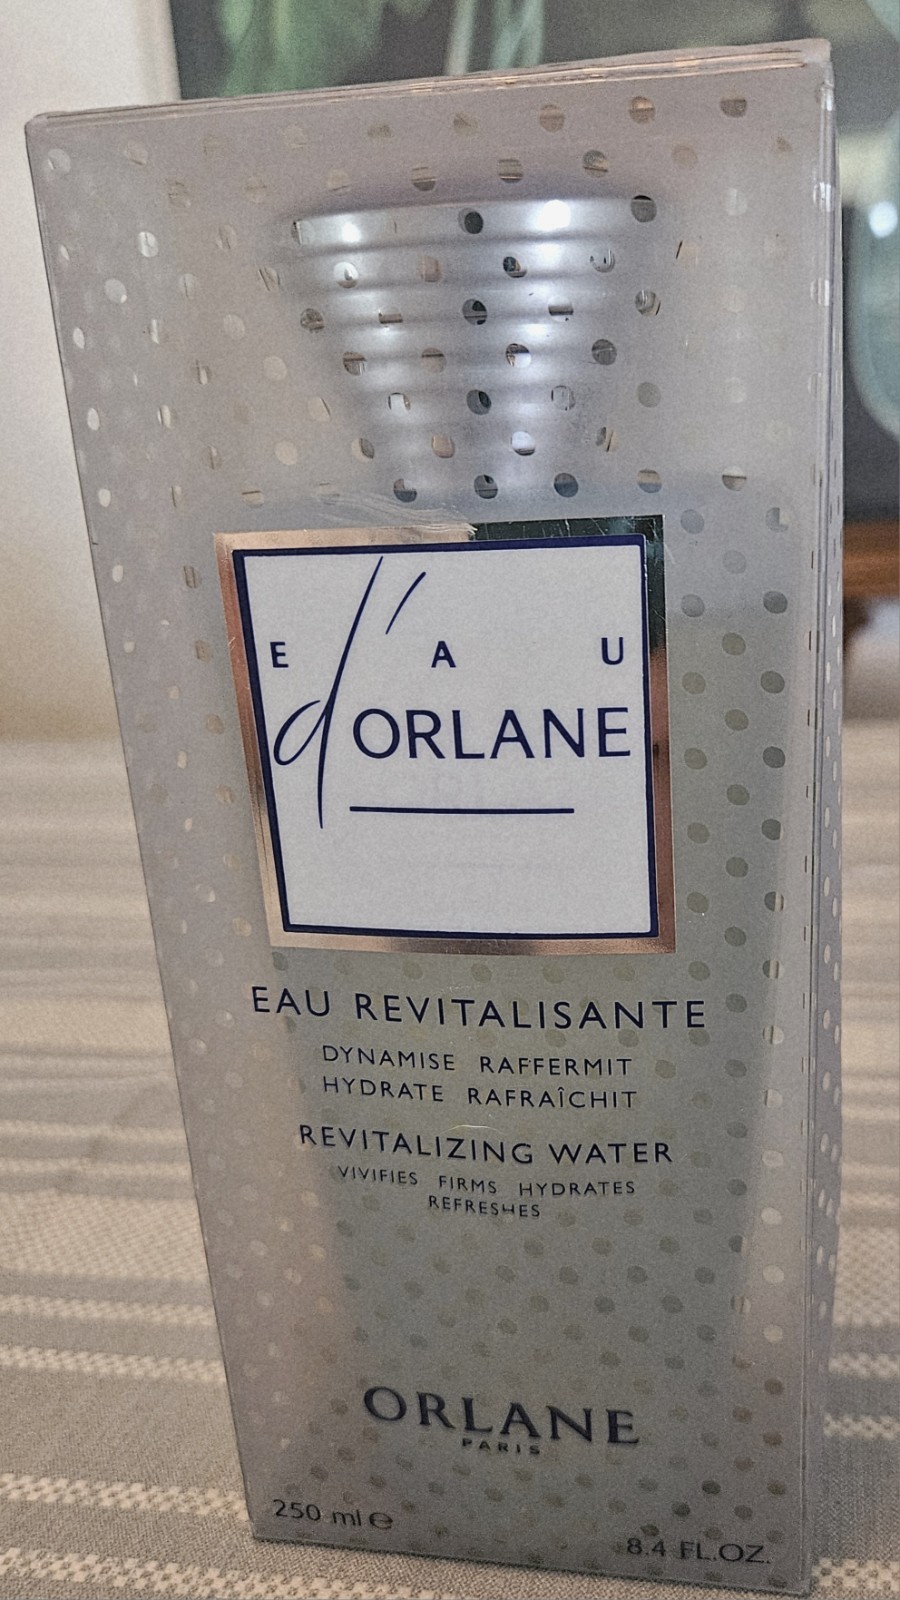 E d' A U
ORLANE
EAU REVITALISANTE
DYNAMISE RAFFERMIT
HYDRATE RAFRAÎCHIT
REVITALIZING WATER
VIVIFIES FIRMS HYDRATES
REFRESHES
ORLANE
PARIS
250 ml ℮
8.4 FL.OZ.